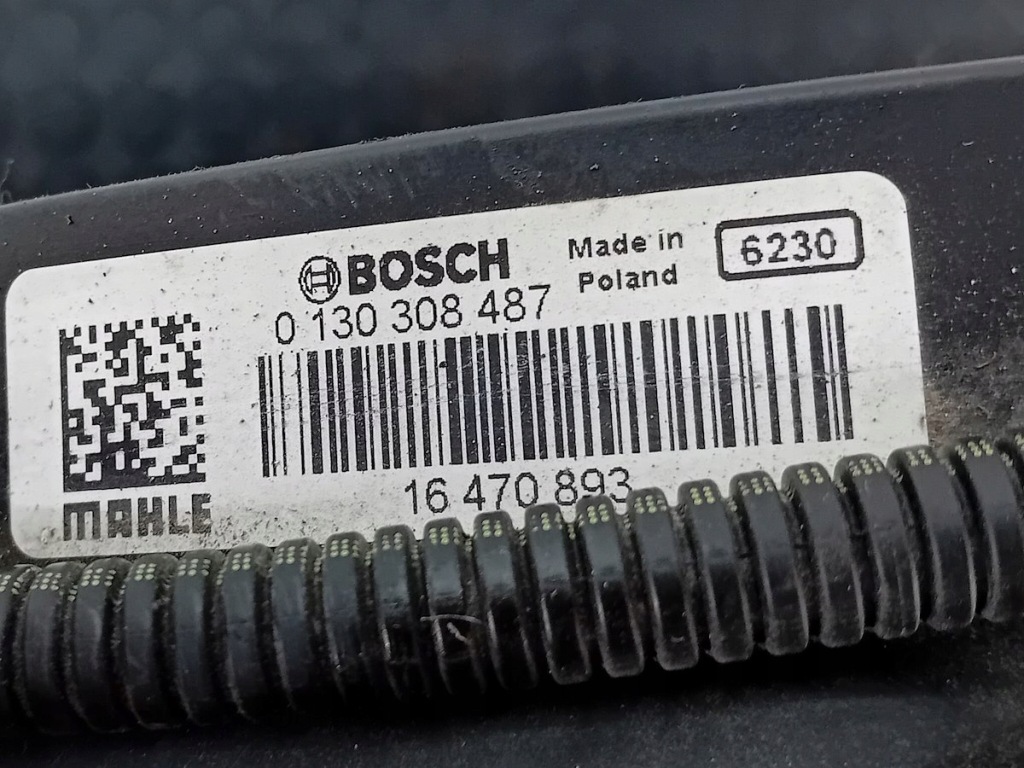 BOSCH
Made in
Poland
6230
0 130 308 487
16 470 893
MAHLE